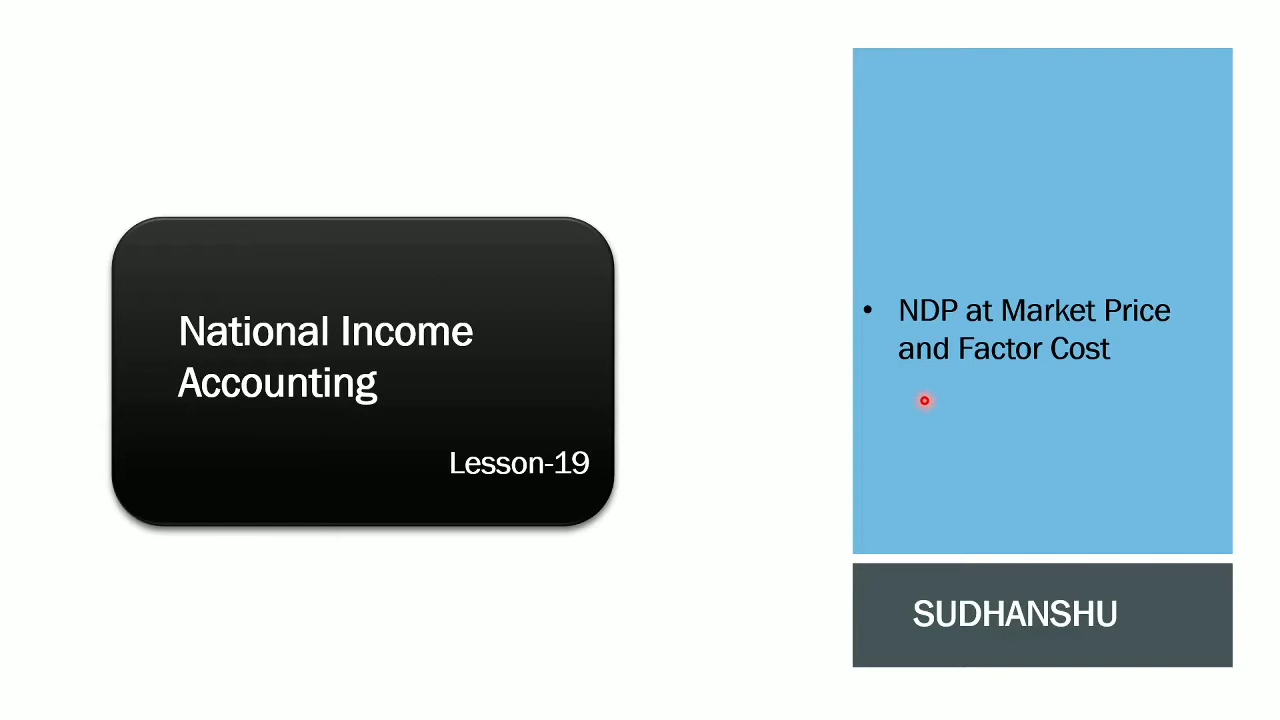 National Income
Accounting
Lesson-19
• NDP at Market Price
and Factor Cost
SUDHANSHU